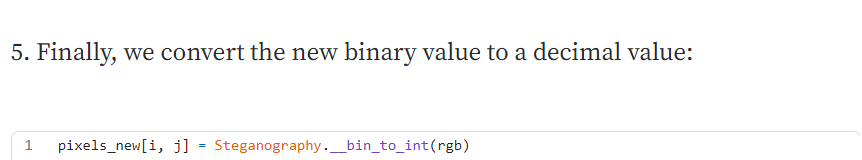 5. Finally, we convert the new binary value to a decimal value:
1 pixels_new[i, j] = Steganography.__bin_to_int(rgb)